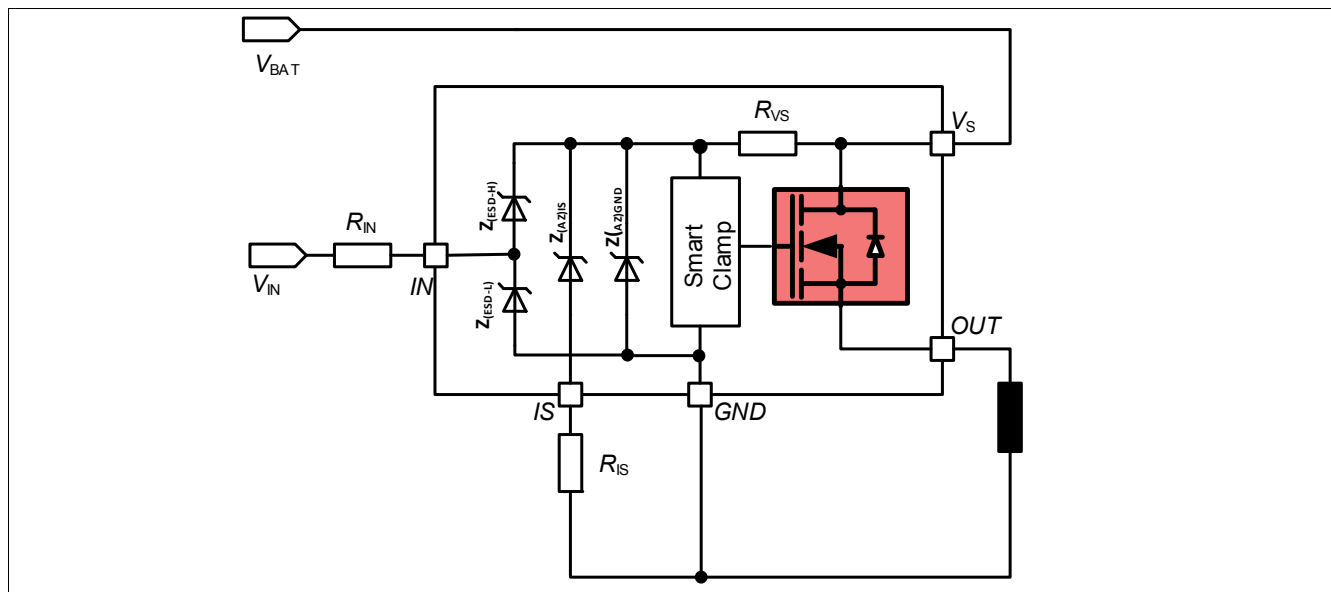 VBAT
RVS
VS
Z(ESD-H)
Z(AZ)IS
Z(AZ)GND
Smart
Clamp
RIN
VIN
IN
Z(ESD-L)
OUT
IS
GND
RIS